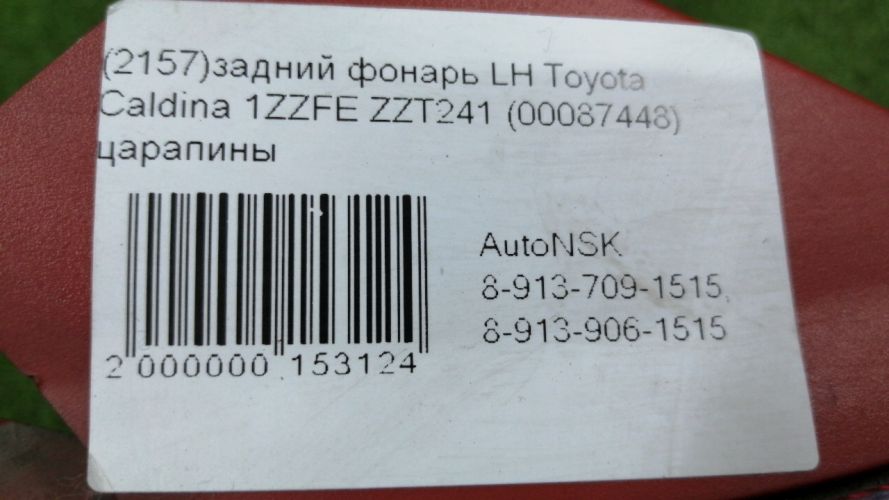 (2157)задний фонарь LH Toyota
Caldina 1ZZFE ZZT241 (00087448)
царапины
AutoNSK
8-913-709-1515,
8-913-906-1515
2 000000 153124